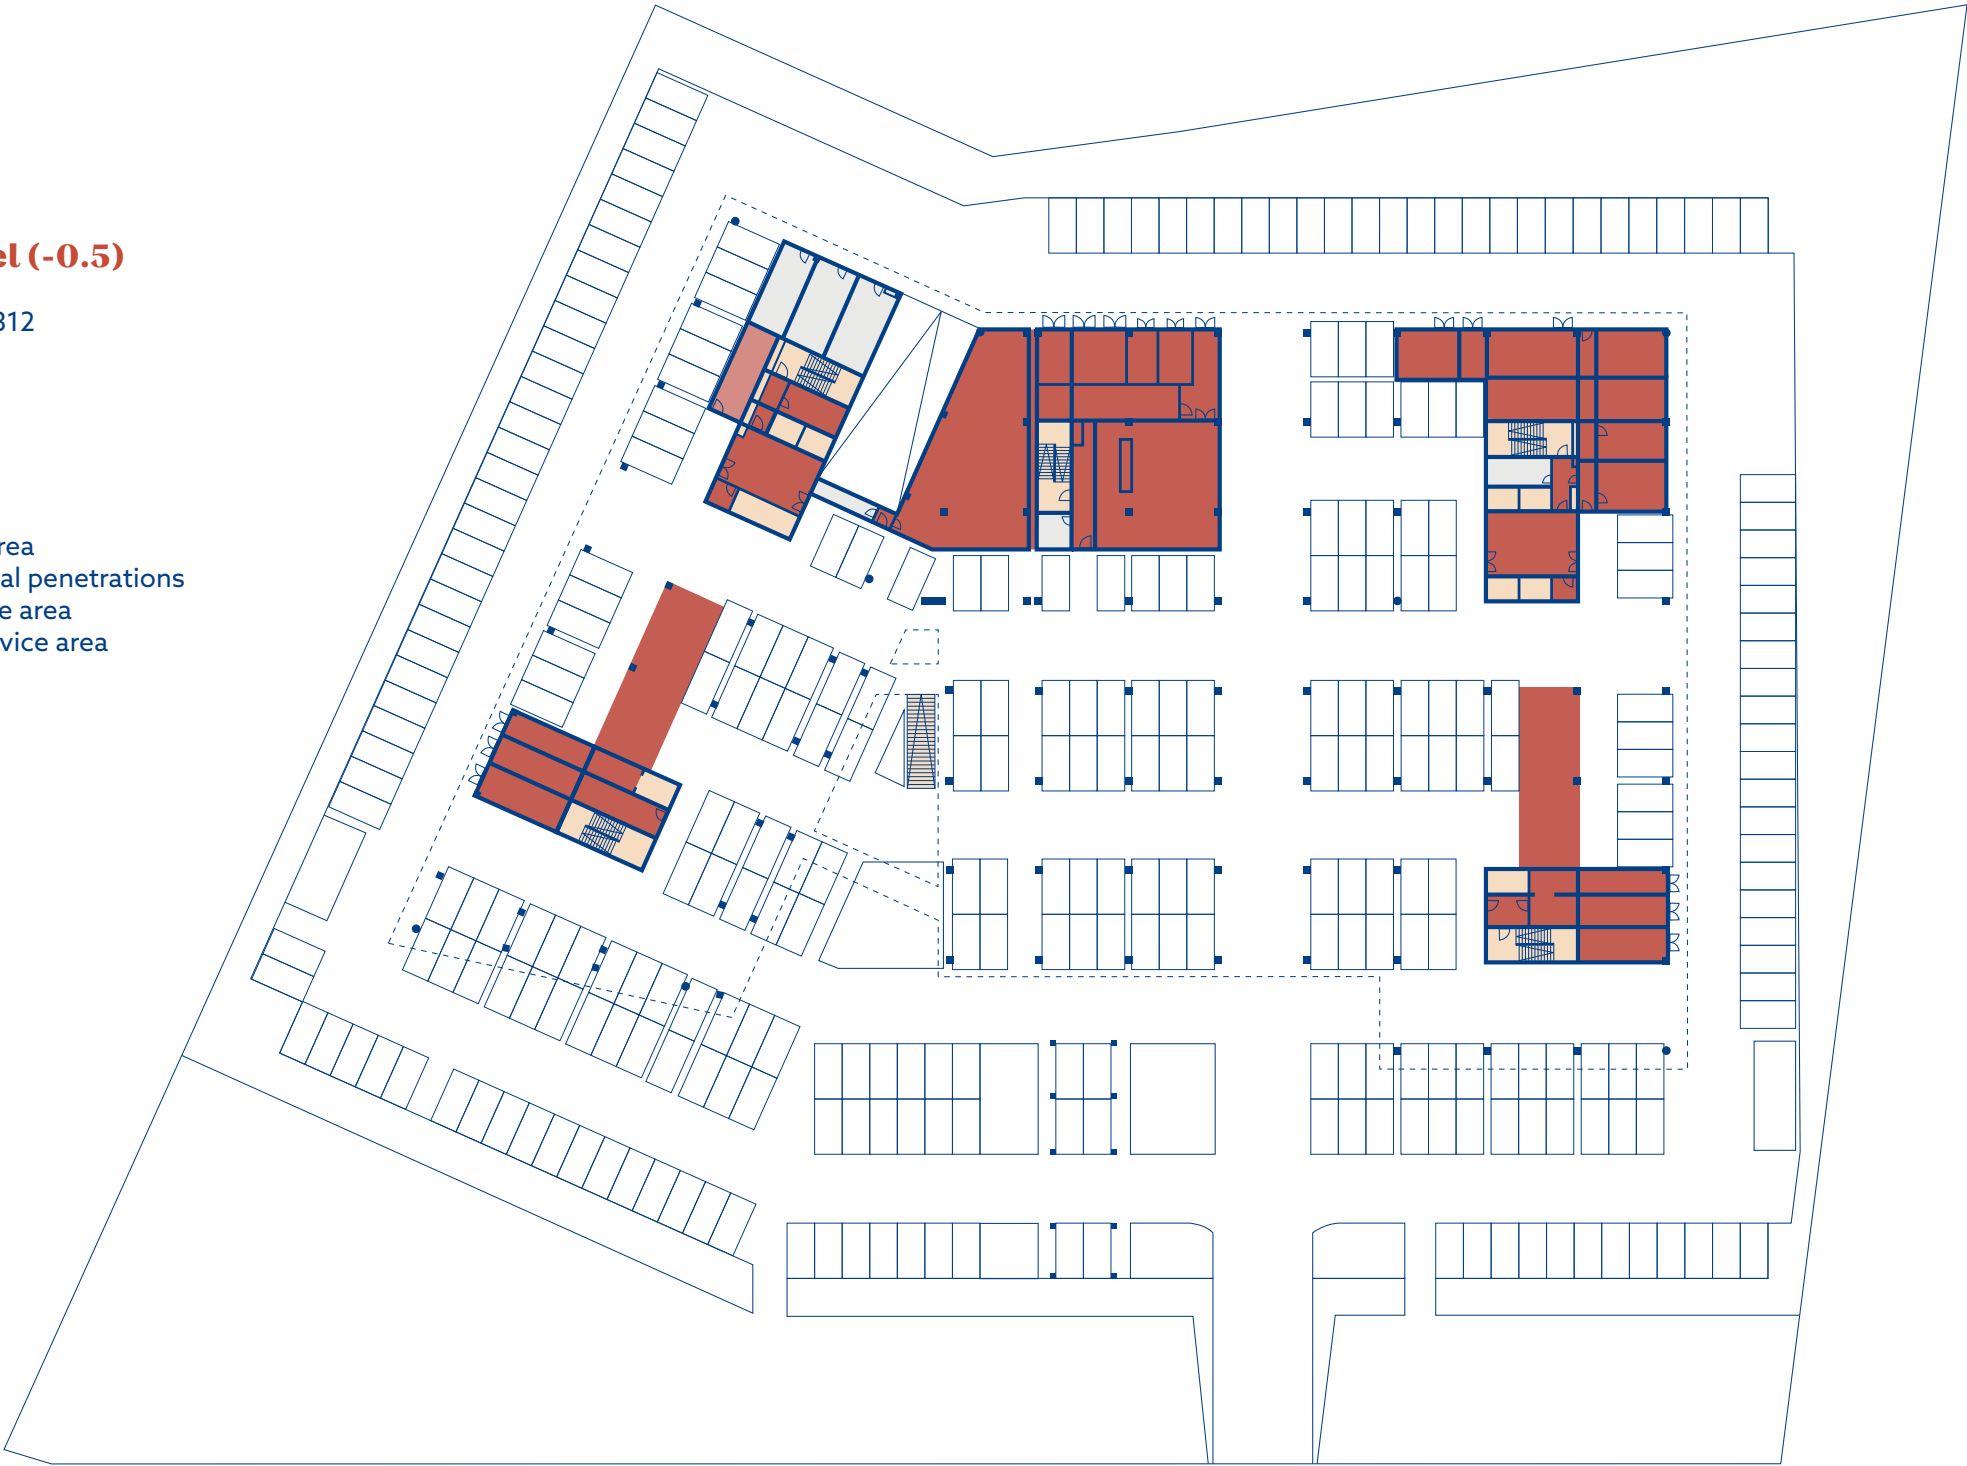 el (-0.5)
312
rea
al penetrations
e area
vice area